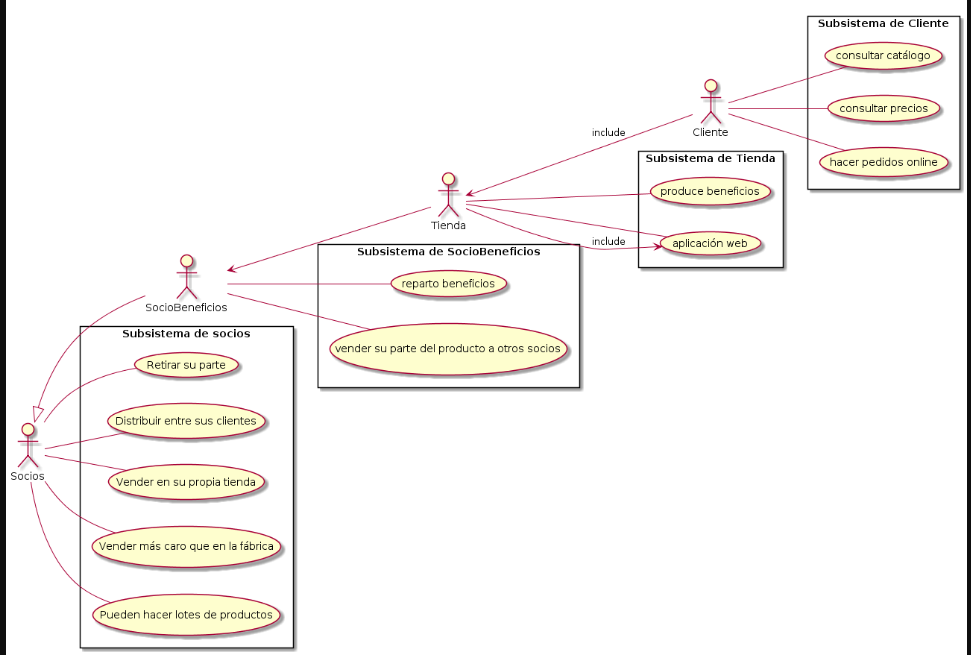 Subsistema de Cliente
consultar catálogo
consultar precios
hacer pedidos online
Cliente
include
Subsistema de Tienda
produce beneficios
aplicación web
Tienda
include
Subsistema de SocioBeneficios
reparto beneficios
vender su parte del producto a otros socios
SocioBeneficios
Subsistema de socios
Retirar su parte
Distribuir entre sus clientes
Vender en su propia tienda
Vender más caro que en la fábrica
Pueden hacer lotes de productos
Socios